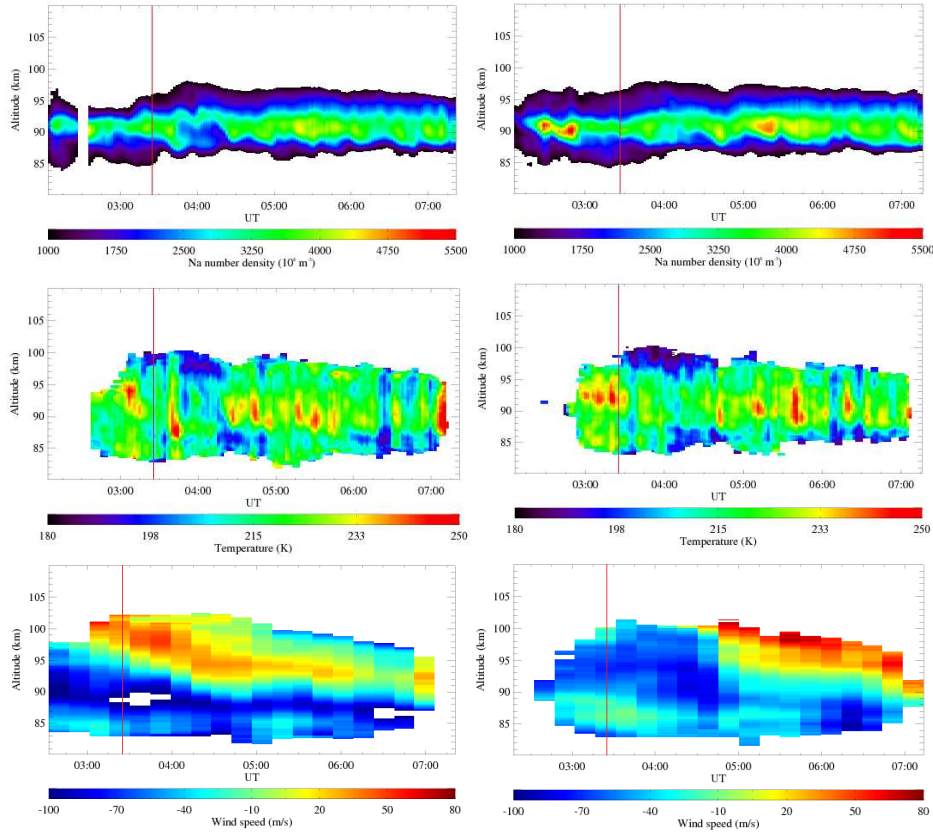 105
100
95
90
85
Altitude (km)
03:00 04:00 05:00 06:00 07:00
UT
1000 1750 2500 3250 4000 4750 5500
Na number density (10⁶ m⁻³)
105
100
95
90
85
Altitude (km)
03:00 04:00 05:00 06:00 07:00
UT
1000 1750 2500 3250 4000 4750 5500
Na number density (10⁶ m⁻³)
105
100
95
90
85
Altitude (km)
03:00 04:00 05:00 06:00 07:00
UT
180 198 215 233 250
Temperature (K)
105
100
95
90
85
Altitude (km)
03:00 04:00 05:00 06:00 07:00
UT
180 198 215 233 250
Temperature (K)
105
100
95
90
85
Altitude (km)
03:00 04:00 05:00 06:00 07:00
UT
-100 -70 -40 -10 20 50 80
Wind speed (m/s)
105
100
95
90
85
Altitude (km)
03:00 04:00 05:00 06:00 07:00
UT
-100 -70 -40 -10 20 50 80
Wind speed (m/s)